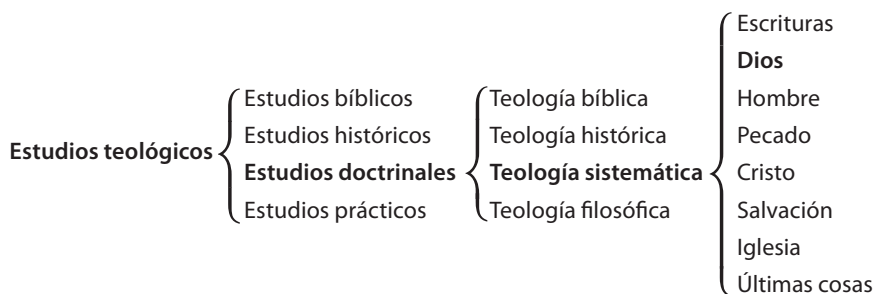 Estudios teológicos
Estudios bíblicos
Estudios históricos
Estudios doctrinales
Estudios prácticos
Teología bíblica
Teología histórica
Teología sistemática
Teología filosófica
Escrituras
Dios
Hombre
Pecado
Cristo
Salvación
Iglesia
Últimas cosas